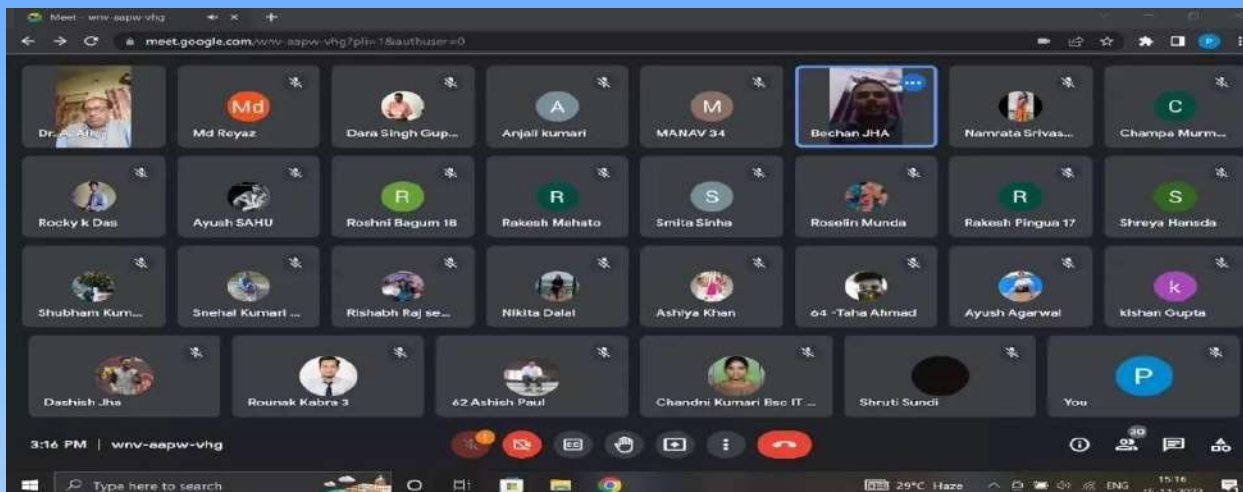 Meet - wnv-aapw-vhg
meet.google.com/wnv-aapw-vhg?pli=1&authuser=0
P
Dr. A.
Md
Md Reyaz
Dara Singh Gup...
A
Anjali kumari
M
MANAV 34
Bechan JHA
Namrata Srivas...
C
Champa Murm...
Rocky k Das
Ayush SAHU
R
Roshni Bagum 18
R
Rakesh Mahato
S
Smita Sinha
Roselin Munda
R
Rakesh Pingua 17
S
Shreya Hansda
Shubham Kum...
Snehal Kumari ...
Rishabh Raj se...
Nikita Dalal
Ashiya Khan
64 -Taha Ahmad
Ayush Agarwal
k
kishan Gupta
Dashish Jha
Rounak Kabra 3
62 Ashish Paul
Chandni Kumari Bsc IT ...
Shruti Sundi
P
You
3:16 PM | wnv-aapw-vhg
CC
30
Type here to search
29°C Haze
ENG
15:16